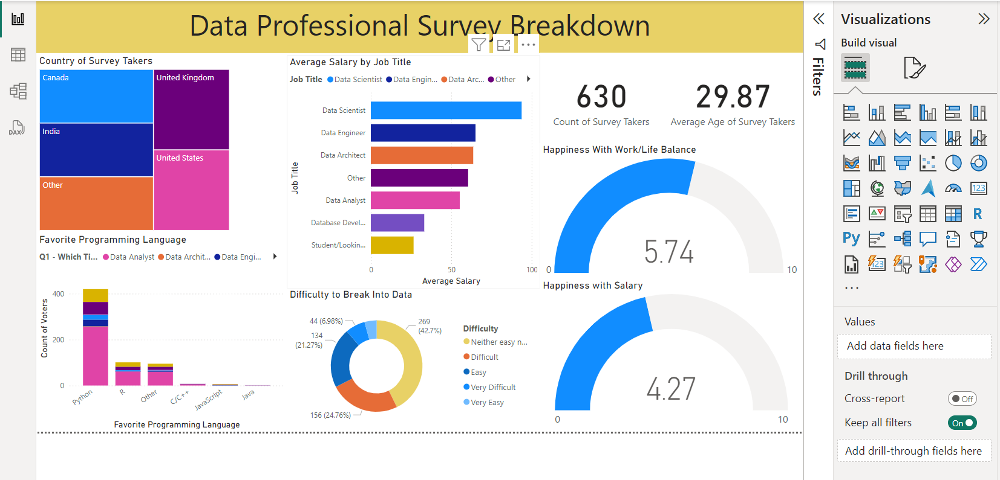 Data Professional Survey Breakdown
Country of Survey Takers
Canada
United Kingdom
India
United States
Other
Average Salary by Job Title
Job Title Data Scientist Data Engin... Data Arc... Other
Job Title
Data Scientist
Data Engineer
Data Architect
Other
Data Analyst
Database Devel...
Student/Lookin...
0 50 100
Average Salary
630
Count of Survey Takers
29.87
Average Age of Survey Takers
Happiness With Work/Life Balance
5.74
0 10
Happiness with Salary
4.27
0 10
Favorite Programming Language
Q1 - Which Ti... Data Analyst Data Archit... Data Engi...
Count of Voters
400
200
0
Python R Other C/C++ JavaScript Java
Favorite Programming Language
Difficulty to Break Into Data
44 (6.98%)
269
(42.7%)
134
(21.27%)
156 (24.76%)
Difficulty
Neither easy n...
Difficult
Easy
Very Difficult
Very Easy
DAX
Filters
Visualizations
Build visual
123
R
Py
123
...
Values
Add data fields here
Drill through
Cross-report Off
Keep all filters On
Add drill-through fields here